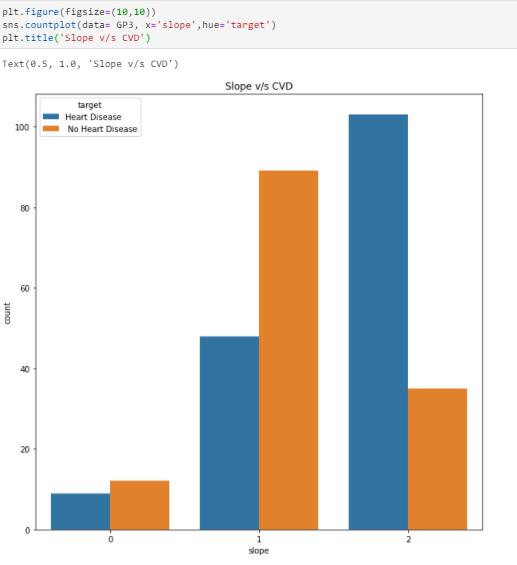 plt.figure(figsize=(10,10))
sns.countplot(data= GP3, x='slope',hue='target')
plt.title('Slope v/s CVD')
Text(0.5, 1.0, 'Slope v/s CVD')
Slope v/s CVD
target
Heart Disease
No Heart Disease
100
80
60
40
20
0
count
0 1 2
slope